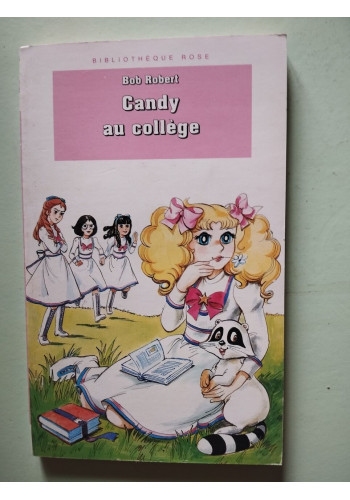 BIBLIOTHÈQUE ROSE
Bob Robert
Candy
au collège